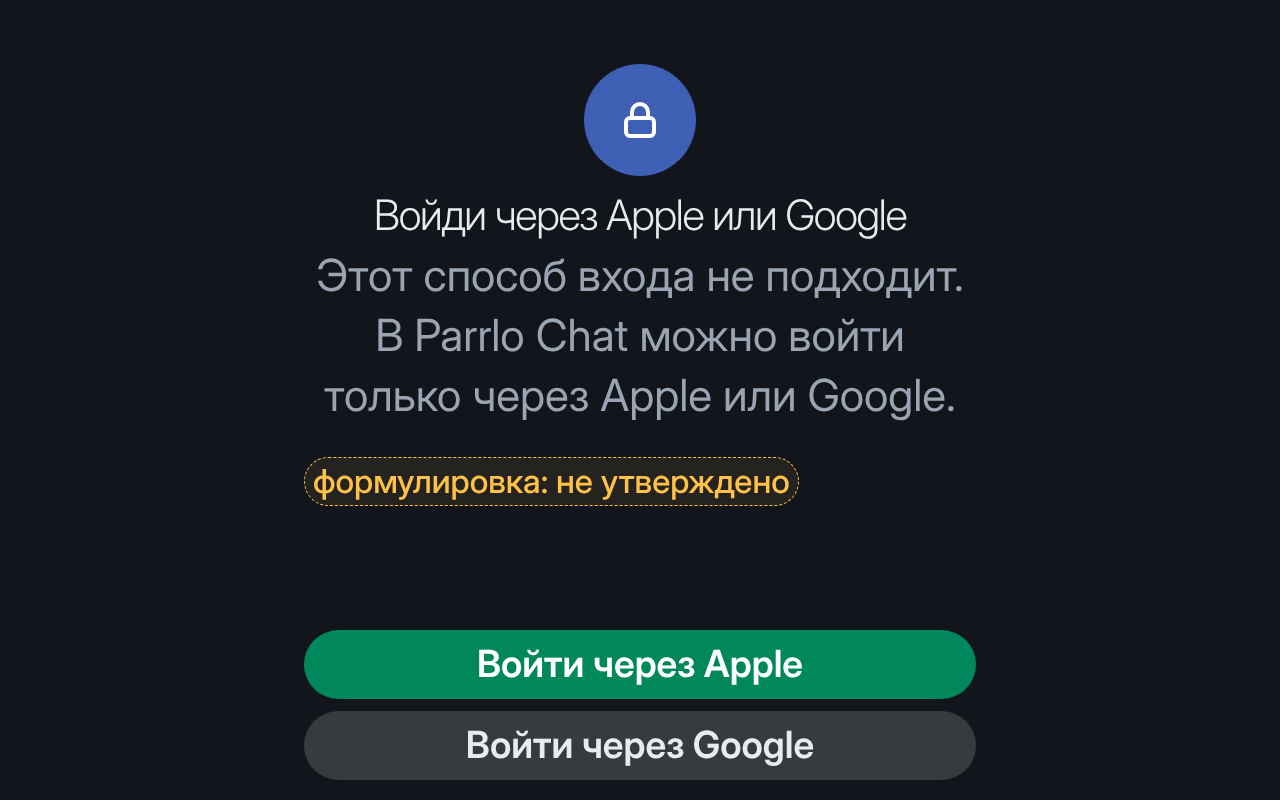 Войди через Apple или Google
Этот способ входа не подходит.
В Parrlo Chat можно войти
только через Apple или Google.
формулировка: не утверждено
Войти через Apple
Войти через Google